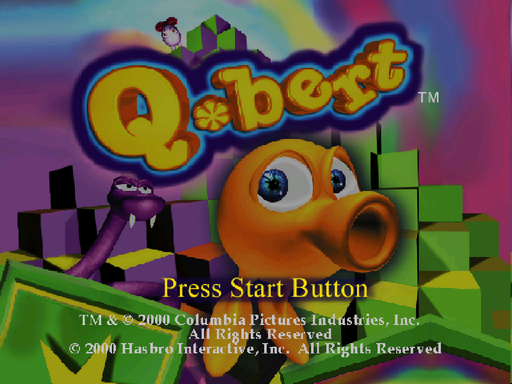 Q*bert TM
Press Start Button
TM & © 2000 Columbia Pictures Industries, Inc.
All Rights Reserved
© 2000 Hasbro Interactive, Inc. All Rights Reserved